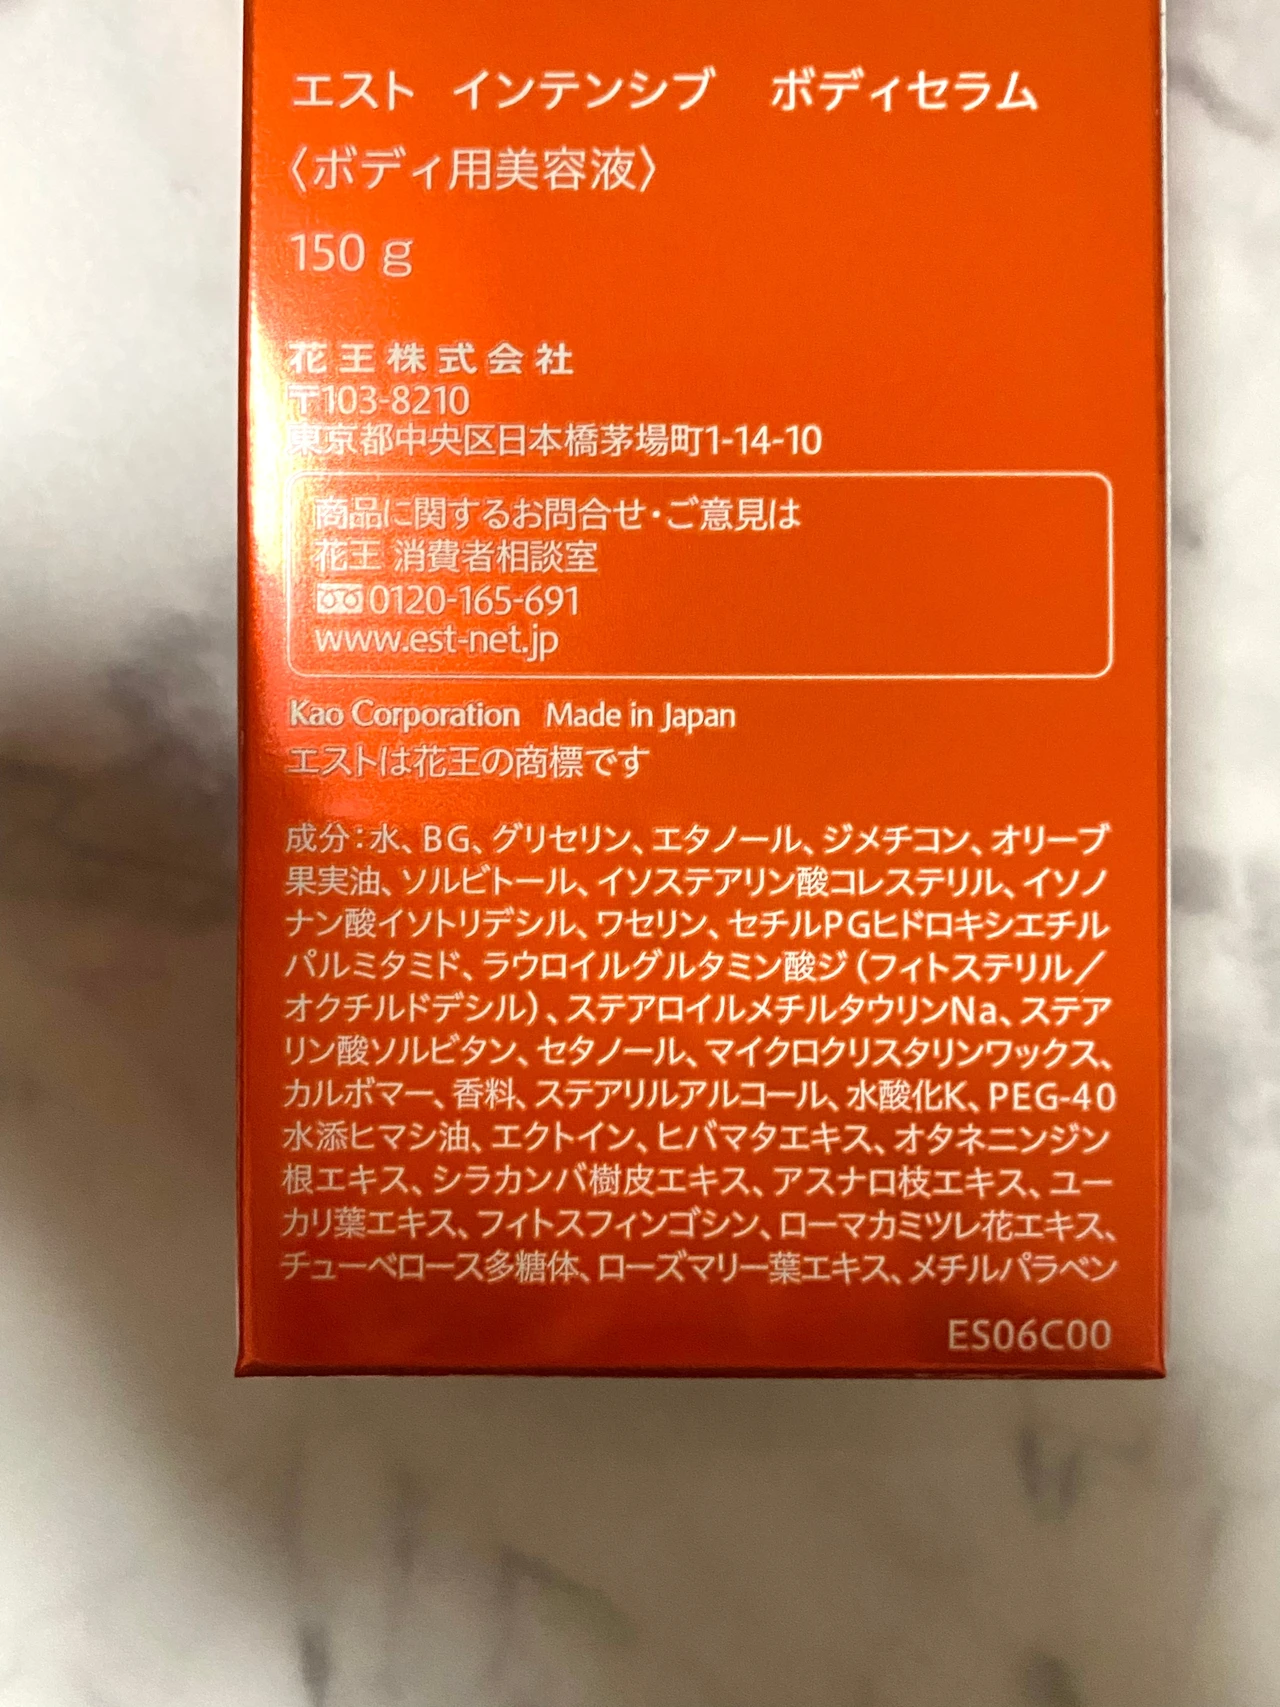 エスト インテンシブ ボディセラム
〈ボディ用美容液〉
150 g
花王株式会社
〒103-8210
東京都中央区日本橋茅場町1-14-10
商品に関するお問合せ・ご意見は
花王 消費者相談室
0120-165-691
www.est-net.jp
Kao Corporation Made in Japan
エストは花王の商標です
成分：水、BG、グリセリン、エタノール、ジメチコン、オリーブ
果実油、ソルビトール、イソステアリン酸コレステリル、イソノ
ナン酸イソトリデシル、ワセリン、セチルPGヒドロキシエチル
パルミタミド、ラウロイルグルタミン酸ジ（フィトステリル／
オクチルドデシル）、ステアロイルメチルタウリンNa、ステア
リン酸ソルビタン、セタノール、マイクロクリスタリンワックス、
カルボマー、香料、ステアリルアルコール、水酸化K、PEG-40
水添ヒマシ油、エクトイン、ヒバマタエキス、オタネニンジン
根エキス、シラカンバ樹皮エキス、アスナロ枝エキス、ユー
カリ葉エキス、フィトスフィンゴシン、ローマカミツレ花エキス、
チューベロース多糖体、ローズマリー葉エキス、メチルパラベン
ES06C00